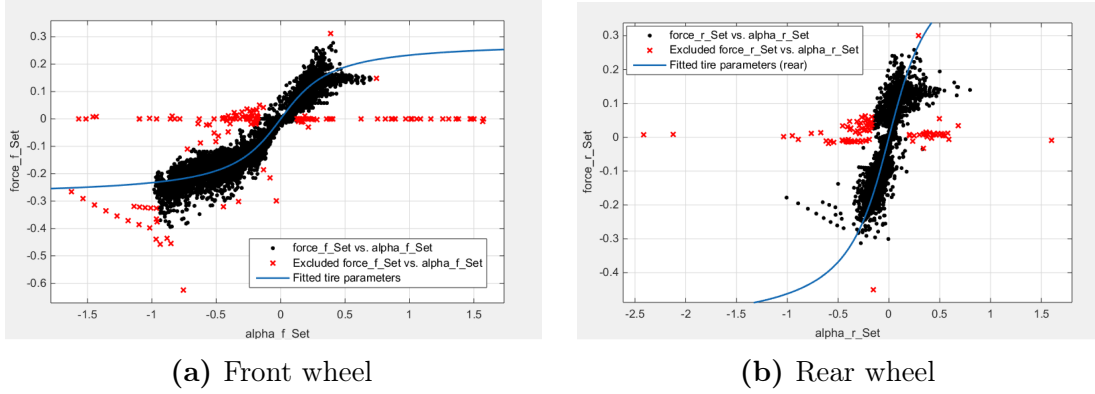 0.3
0.2
0.1
0
-0.1
-0.2
-0.3
-0.4
-0.5
-0.6
force_f_Set
force_f_Set vs. alpha_f_Set
Excluded force_f_Set vs. alpha_f_Set
Fitted tire parameters
-1.5
-1
-0.5
0
0.5
1
1.5
alpha_f_Set
(a) Front wheel
0.3
0.2
0.1
0
-0.1
-0.2
-0.3
-0.4
force_r_Set
force_r_Set vs. alpha_r_Set
Excluded force_r_Set vs. alpha_r_Set
Fitted tire parameters (rear)
-2.5
-2
-1.5
-1
-0.5
0
0.5
1
1.5
alpha_r_Set
(b) Rear wheel